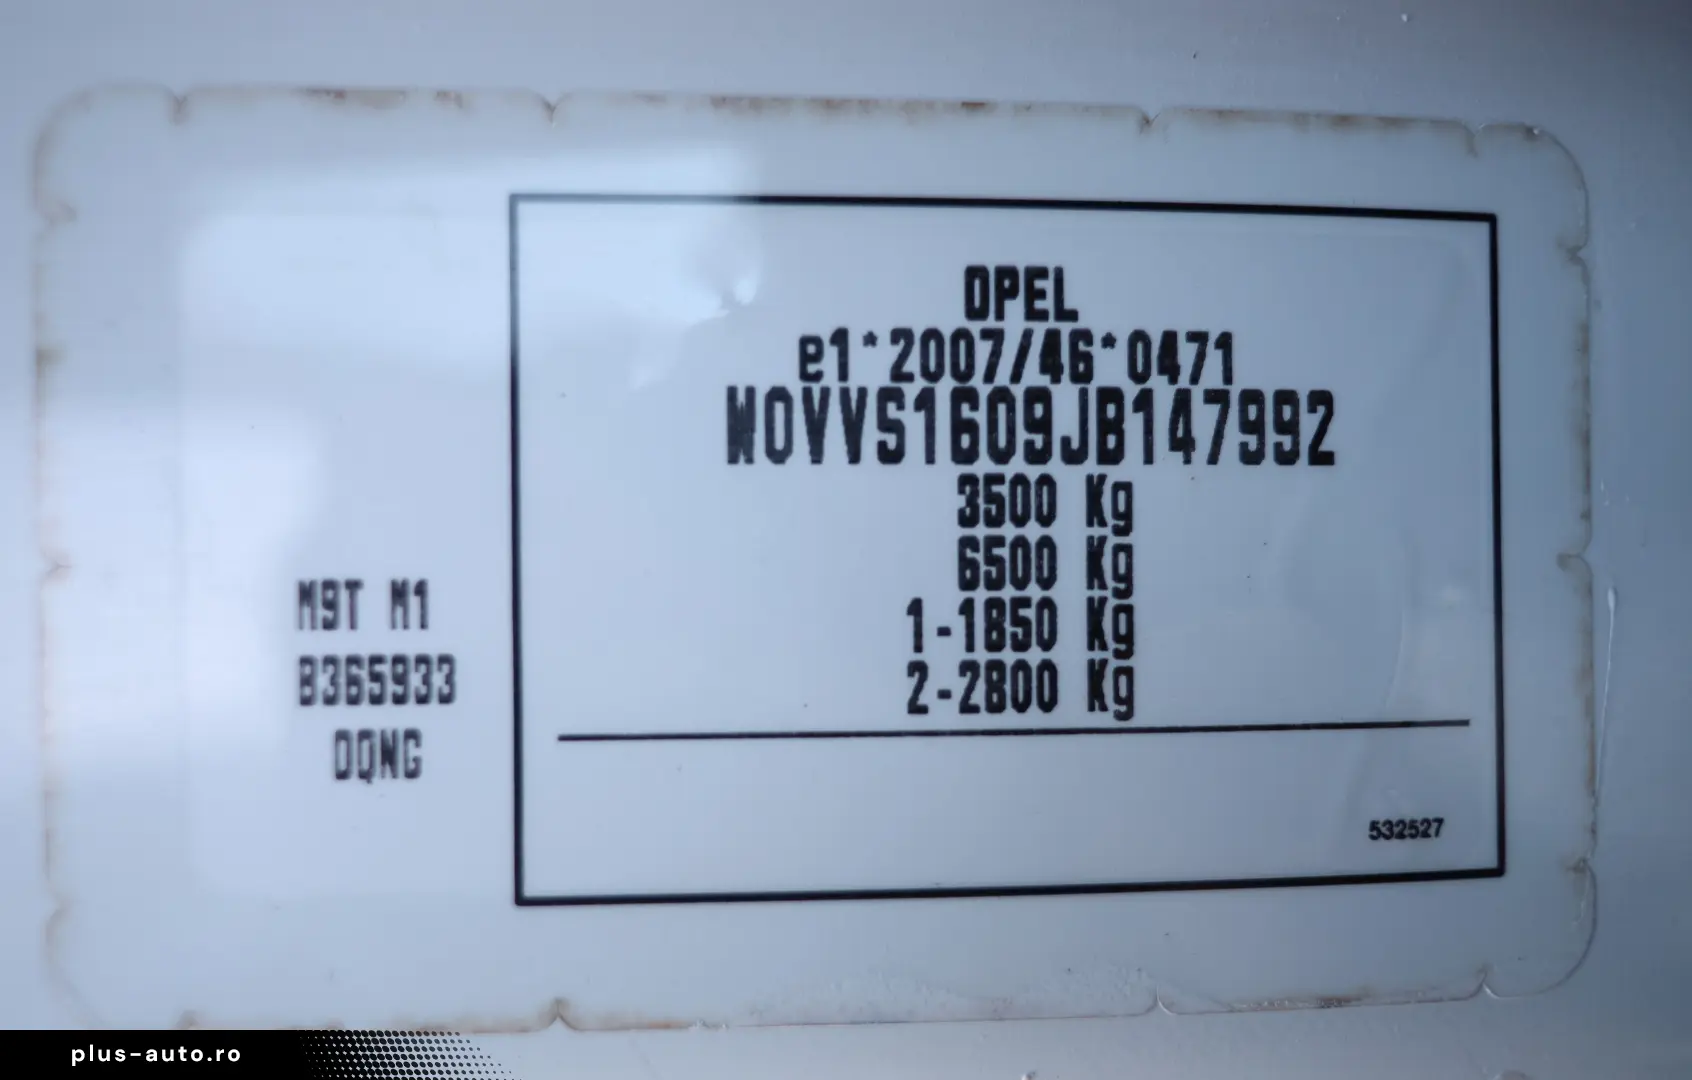 OPEL
e1*2007/46*0471
W0VVS1609JB147992
3500 Kg
6500 Kg
1-1850 Kg
2-2800 Kg
532527
M9T M1
B365933
0QNG
plus-auto.ro